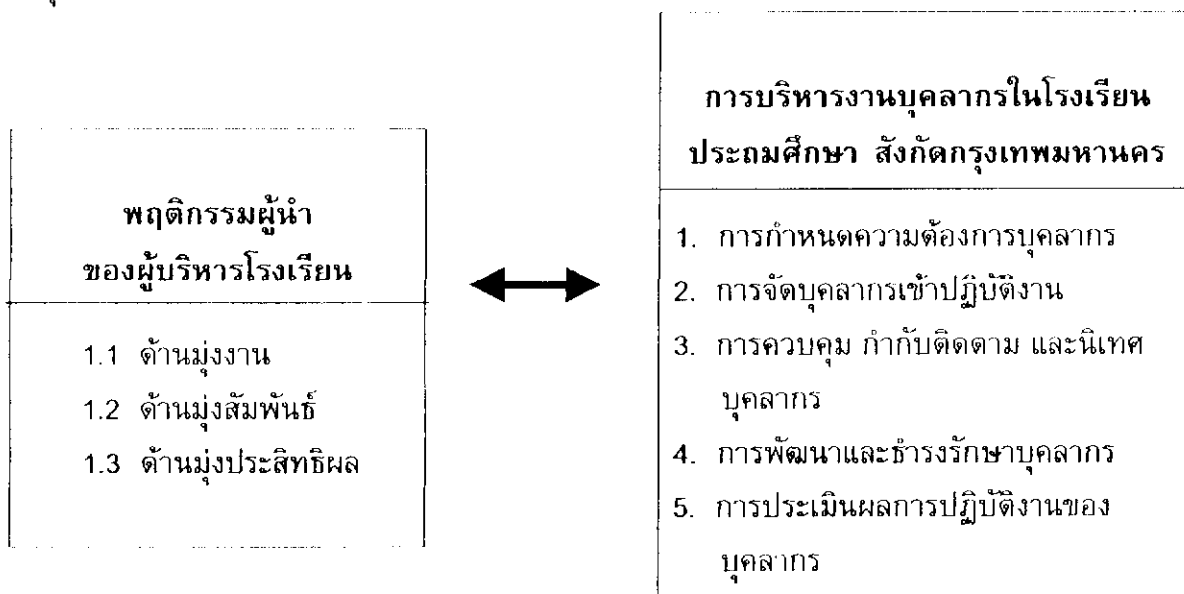 พฤติกรรมผู้นำ
ของผู้บริหารโรงเรียน
1.1 ด้านมุ่งงาน
1.2 ด้านมุ่งสัมพันธ์
1.3 ด้านมุ่งประสิทธิผล
การบริหารงานบุคลากรในโรงเรียน
ประถมศึกษา สังกัดกรุงเทพมหานคร
1. การกำหนดความต้องการบุคลากร
2. การจัดบุคลากรเข้าปฏิบัติงาน
3. การควบคุม กำกับติดตาม และนิเทศ
บุคลากร
4. การพัฒนาและธำรงรักษาบุคลากร
5. การประเมินผลการปฏิบัติงานของ
บุคลากร